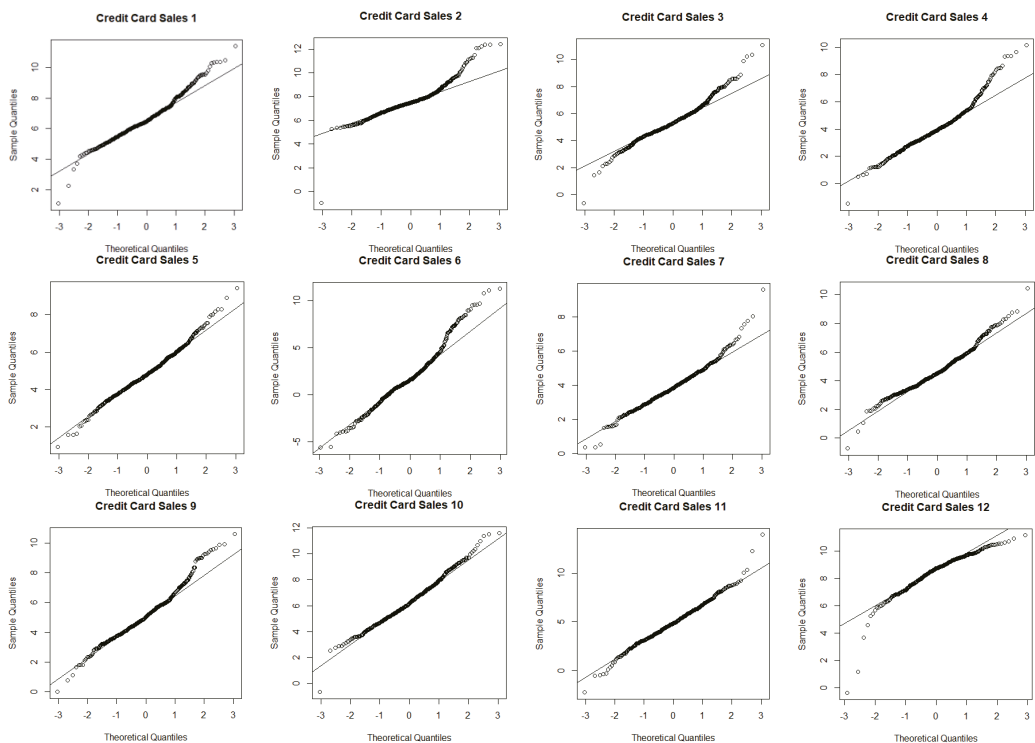 Credit Card Sales 1
Sample Quantiles
2 4 6 8 10
-3 -2 -1 0 1 2 3
Theoretical Quantiles
Credit Card Sales 2
Sample Quantiles
0 2 4 6 8 10 12
-3 -2 -1 0 1 2 3
Theoretical Quantiles
Credit Card Sales 3
Sample Quantiles
0 2 4 6 8 10
-3 -2 -1 0 1 2 3
Theoretical Quantiles
Credit Card Sales 4
Sample Quantiles
0 2 4 6 8 10
-3 -2 -1 0 1 2 3
Theoretical Quantiles
Credit Card Sales 5
Sample Quantiles
2 4 6 8
-3 -2 -1 0 1 2 3
Theoretical Quantiles
Credit Card Sales 6
Sample Quantiles
-5 0 5 10
-3 -2 -1 0 1 2 3
Theoretical Quantiles
Credit Card Sales 7
Sample Quantiles
0 2 4 6 8
-3 -2 -1 0 1 2 3
Theoretical Quantiles
Credit Card Sales 8
Sample Quantiles
0 2 4 6 8 10
-3 -2 -1 0 1 2 3
Theoretical Quantiles
Credit Card Sales 9
Sample Quantiles
0 2 4 6 8 10
-3 -2 -1 0 1 2 3
Theoretical Quantiles
Credit Card Sales 10
Sample Quantiles
0 2 4 6 8 10 12
-3 -2 -1 0 1 2 3
Theoretical Quantiles
Credit Card Sales 11
Sample Quantiles
0 5 10
-3 -2 -1 0 1 2 3
Theoretical Quantiles
Credit Card Sales 12
Sample Quantiles
0 2 4 6 8 10
-3 -2 -1 0 1 2 3
Theoretical Quantiles